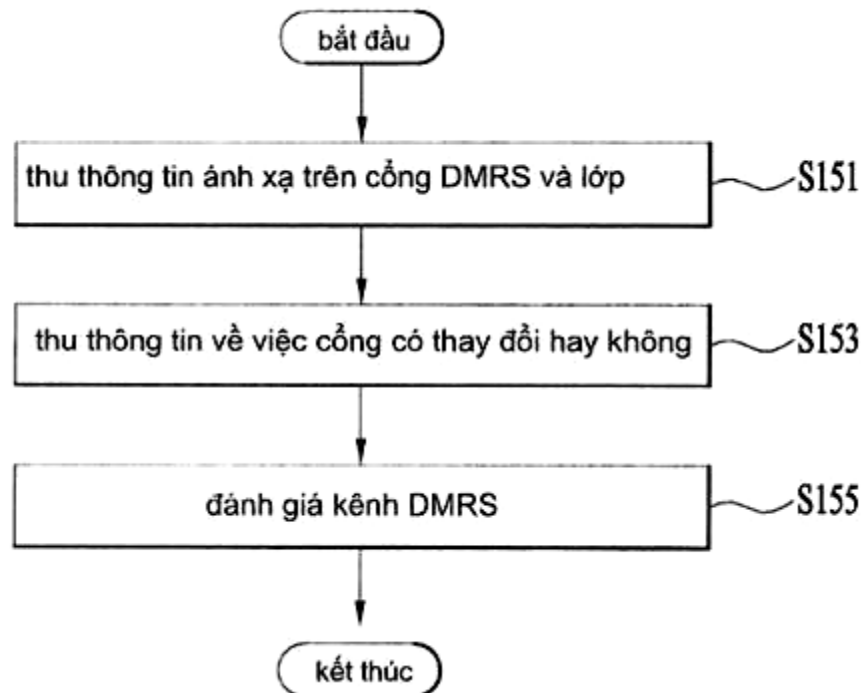 bắt đầu
thu thông tin ánh xạ trên cổng DMRS và lớp
S151
thu thông tin về việc cổng có thay đổi hay không
S153
đánh giá kênh DMRS
S155
kết thúc